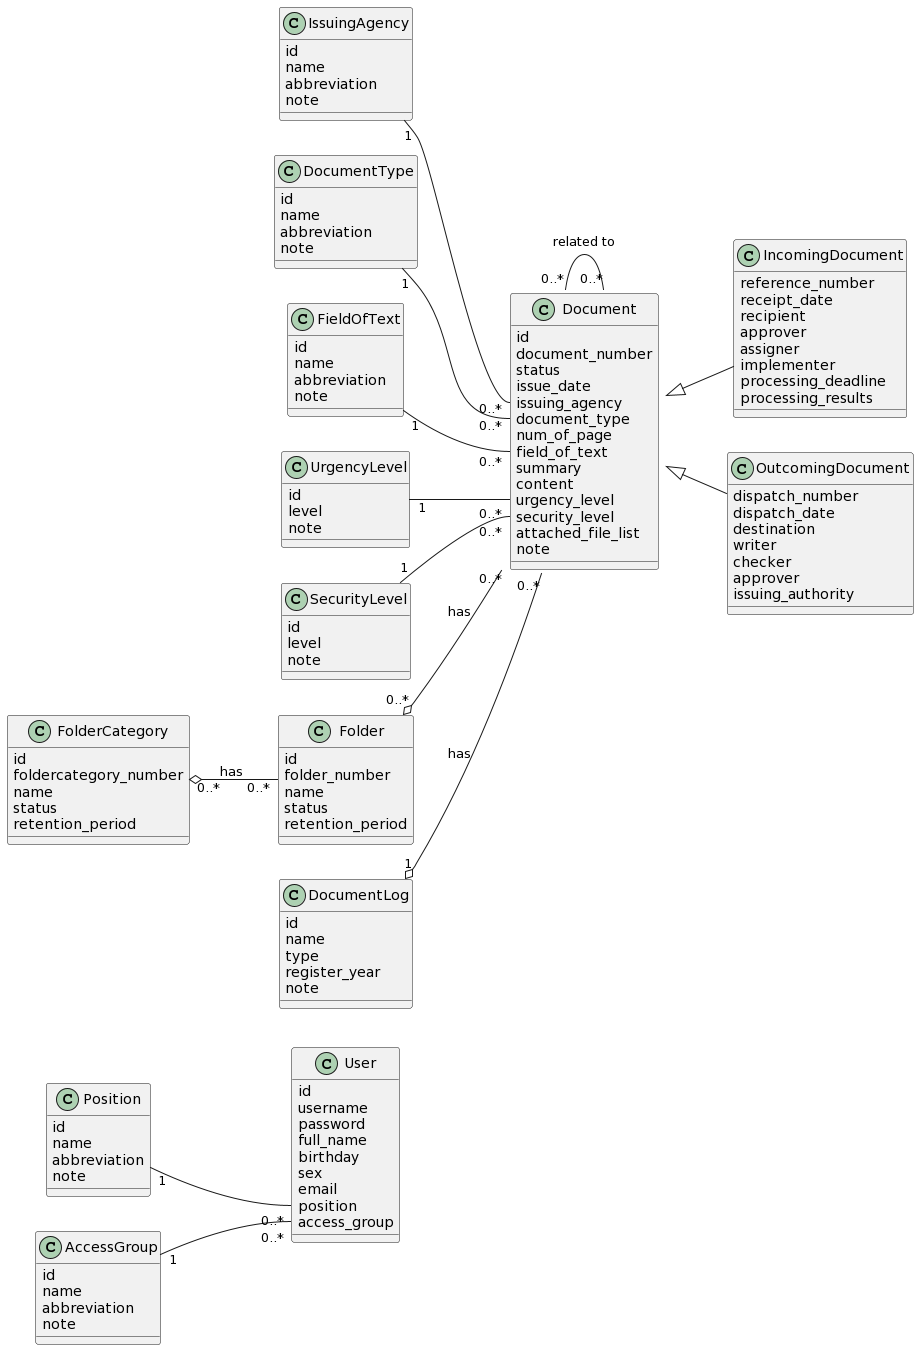 C IssuingAgency
id
name
abbreviation
note
1
C DocumentType
id
name
abbreviation
note
1
C FieldOfText
id
name
abbreviation
note
1
C UrgencyLevel
id
level
note
1
C SecurityLevel
id
level
note
1
related to
0..* 0..*
C Document
id
document_number
status
issue_date
issuing_agency
document_type
num_of_page
field_of_text
summary
content
urgency_level
security_level
attached_file_list
note
0..*
0..*
0..*
0..*
0..*
0..*
0..*
C IncomingDocument
reference_number
receipt_date
recipient
approver
assigner
implementer
processing_deadline
processing_results
C OutcomingDocument
dispatch_number
dispatch_date
destination
writer
checker
approver
issuing_authority
has
0..*
C FolderCategory
id
foldercategory_number
name
status
retention_period
has
0..* 0..*
C Folder
id
folder_number
name
status
retention_period
has
1
C DocumentLog
id
name
type
register_year
note
C Position
id
name
abbreviation
note
1
C User
id
username
password
full_name
birthday
sex
email
position
access_group
0..*
0..*
C AccessGroup
id
name
abbreviation
note
1